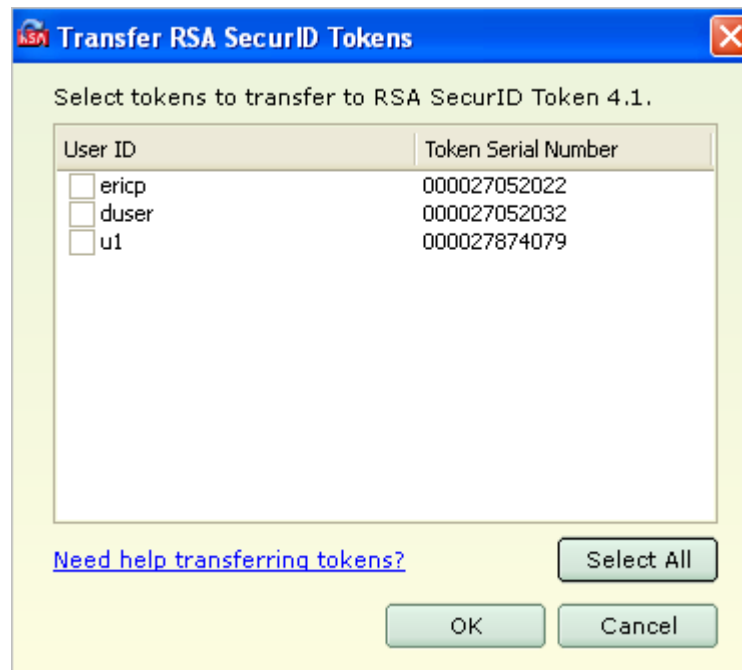 RSA Transfer RSA SecurID Tokens
Select tokens to transfer to RSA SecurID Token 4.1.
User ID Token Serial Number
ericp 000027052022
duser 000027052032
u1 000027874079
Need help transferring tokens? Select All
OK Cancel